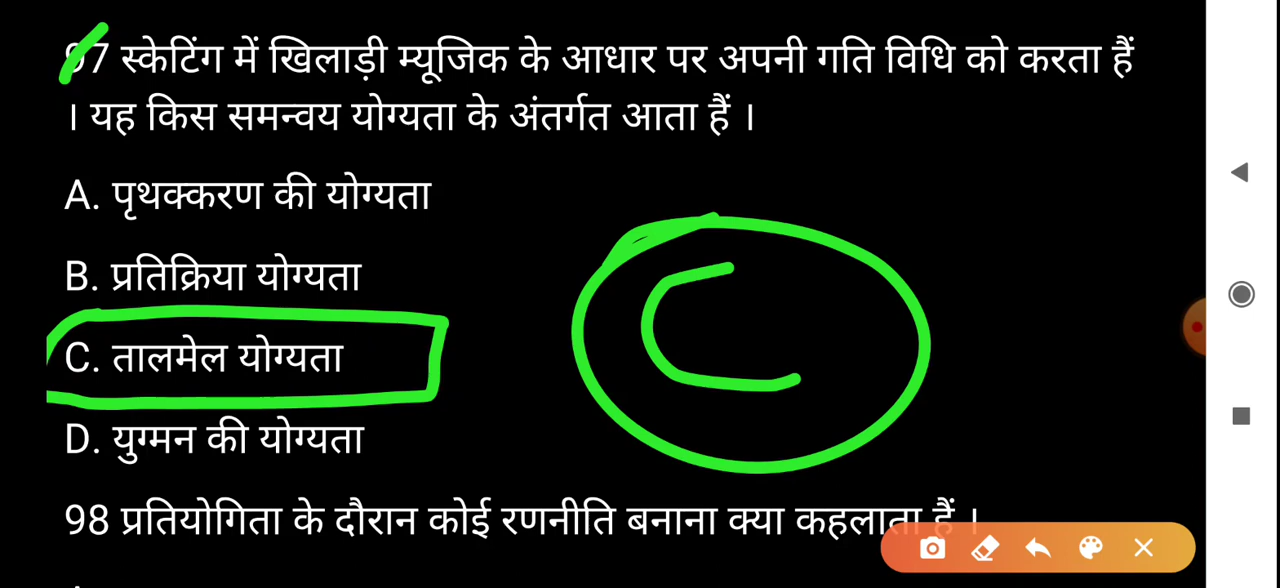 97 स्केटिंग में खिलाड़ी म्यूजिक के आधार पर अपनी गति विधि को करता हैं
। यह किस समन्वय योग्यता के अंतर्गत आता हैं ।
A. पृथक्करण की योग्यता
B. प्रतिक्रिया योग्यता
C. तालमेल योग्यता
C
D. युग्मन की योग्यता
98 प्रतियोगिता के दौरान कोई रणनीति बनाना क्या कहलाता हैं ।